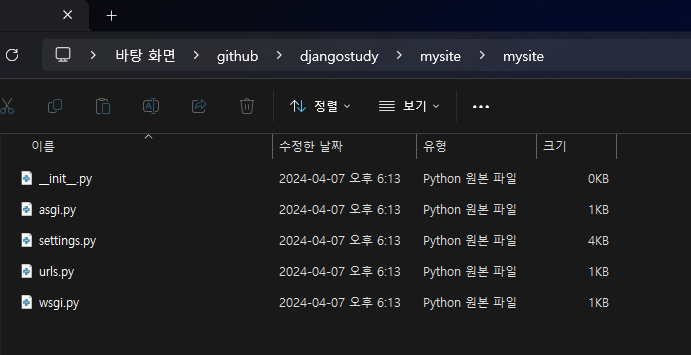 바탕 화면 > github > djangostudy > mysite > mysite
정렬 보기
이름 수정한 날짜 유형 크기
__init__.py 2024-04-07 오후 6:13 Python 원본 파일 0KB
asgi.py 2024-04-07 오후 6:13 Python 원본 파일 1KB
settings.py 2024-04-07 오후 6:13 Python 원본 파일 4KB
urls.py 2024-04-07 오후 6:13 Python 원본 파일 1KB
wsgi.py 2024-04-07 오후 6:13 Python 원본 파일 1KB